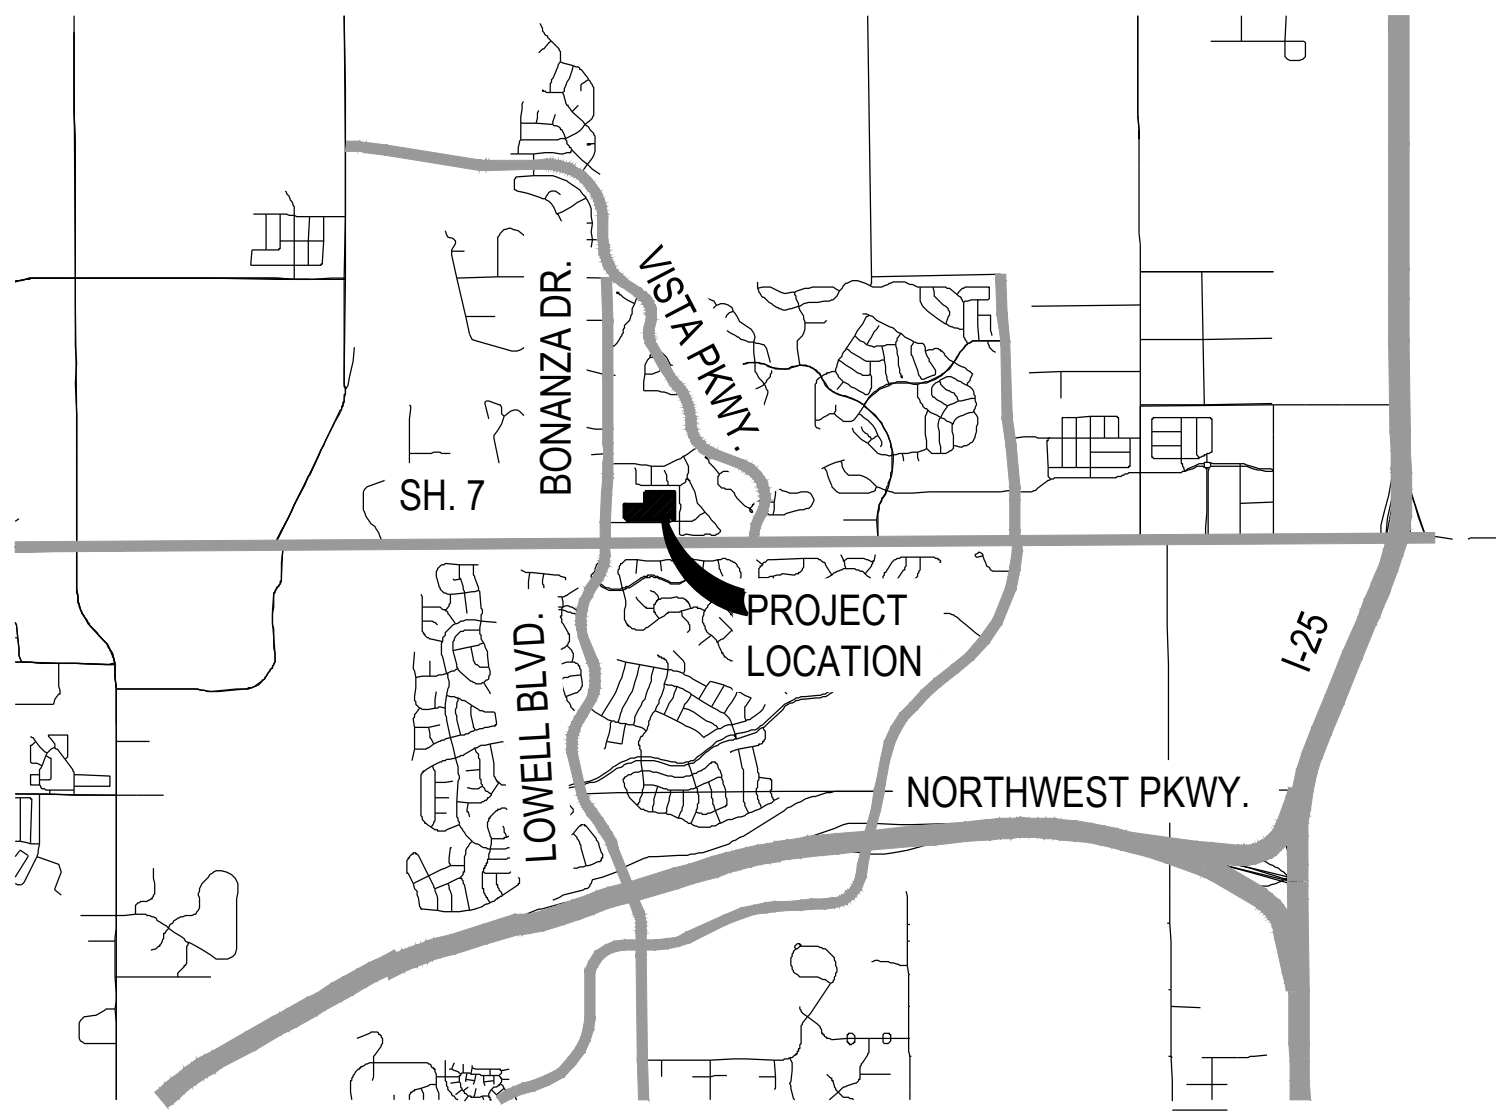 VISTA PKWY.
BONANZA DR.
SH. 7
PROJECT
LOCATION
LOWELL BLVD.
I-25
NORTHWEST PKWY.